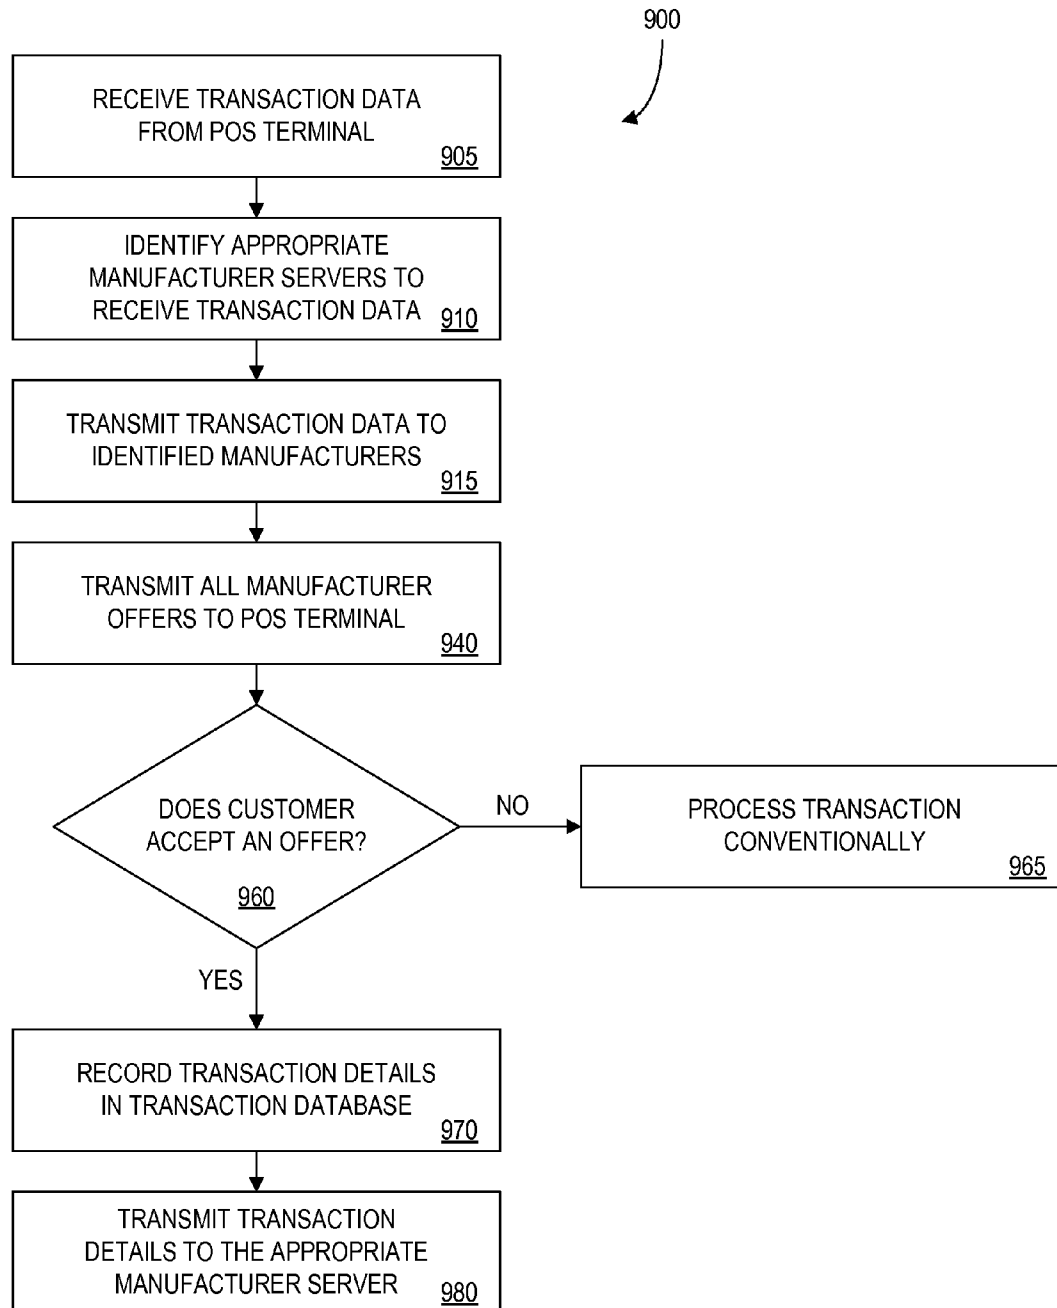 900
RECEIVE TRANSACTION DATA
FROM POS TERMINAL
905
IDENTIFY APPROPRIATE
MANUFACTURER SERVERS TO
RECEIVE TRANSACTION DATA
910
TRANSMIT TRANSACTION DATA TO
IDENTIFIED MANUFACTURERS
915
TRANSMIT ALL MANUFACTURER
OFFERS TO POS TERMINAL
940
DOES CUSTOMER
ACCEPT AN OFFER?
960
NO
PROCESS TRANSACTION
CONVENTIONALLY
965
YES
RECORD TRANSACTION DETAILS
IN TRANSACTION DATABASE
970
TRANSMIT TRANSACTION
DETAILS TO THE APPROPRIATE
MANUFACTURER SERVER
980